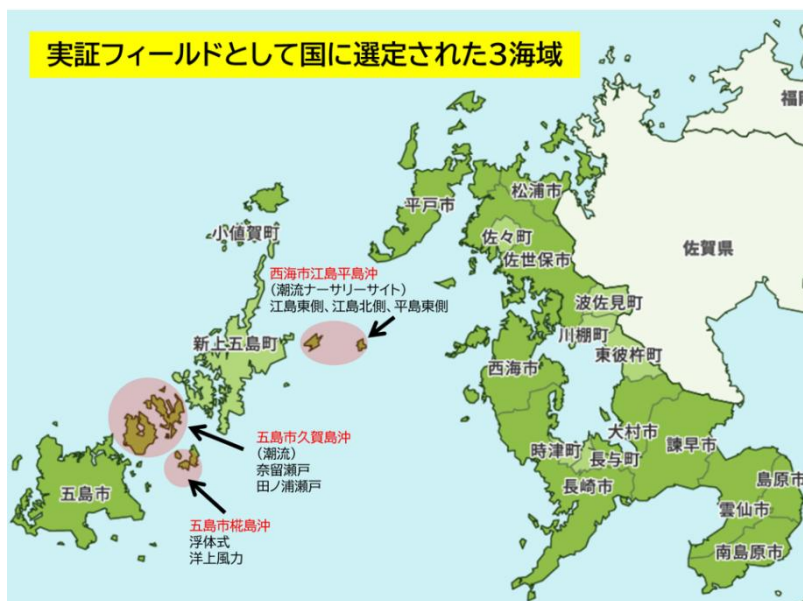 実証フィールドとして国に選定された3海域
平戸市
松浦市
小値賀町
佐々町
佐世保市
佐賀県
西海市江島平島沖
（潮流ナーサリーサイト）
江島東側、江島北側、平島東側
波佐見町
川棚町
新上五島町
東彼杵町
西海市
五島市久賀島沖
（潮流）
奈留瀬戸
田ノ浦瀬戸
大村市
時津町
長与町
諫早市
五島市
長崎市
島原市
雲仙市
五島市椛島沖
浮体式
洋上風力
南島原市